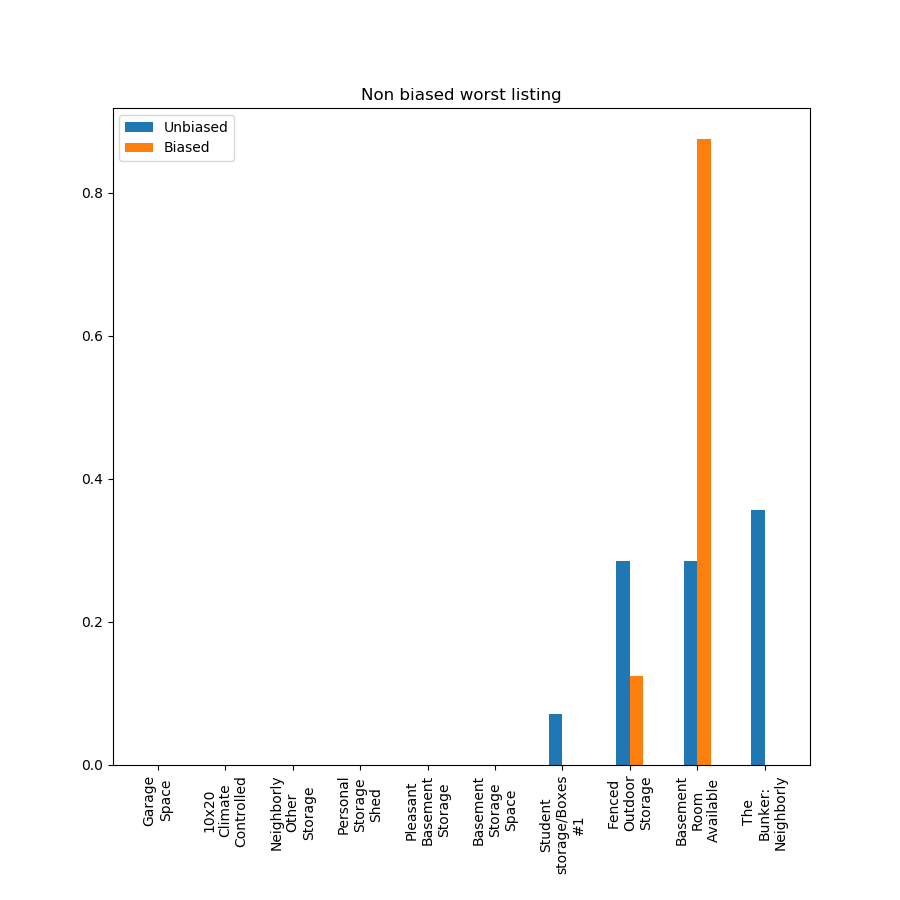 Non biased worst listing
Unbiased
Biased
0.8
0.6
0.4
0.2
0.0
Garage
Space
10x20
Climate
Controlled
Neighborly
Other
Storage
Personal
Storage
Shed
Pleasant
Basement
Storage
Basement
Storage
Space
Student
storage/Boxes
#1
Fenced
Outdoor
Storage
Basement
Room
Available
The
Bunker:
Neighborly